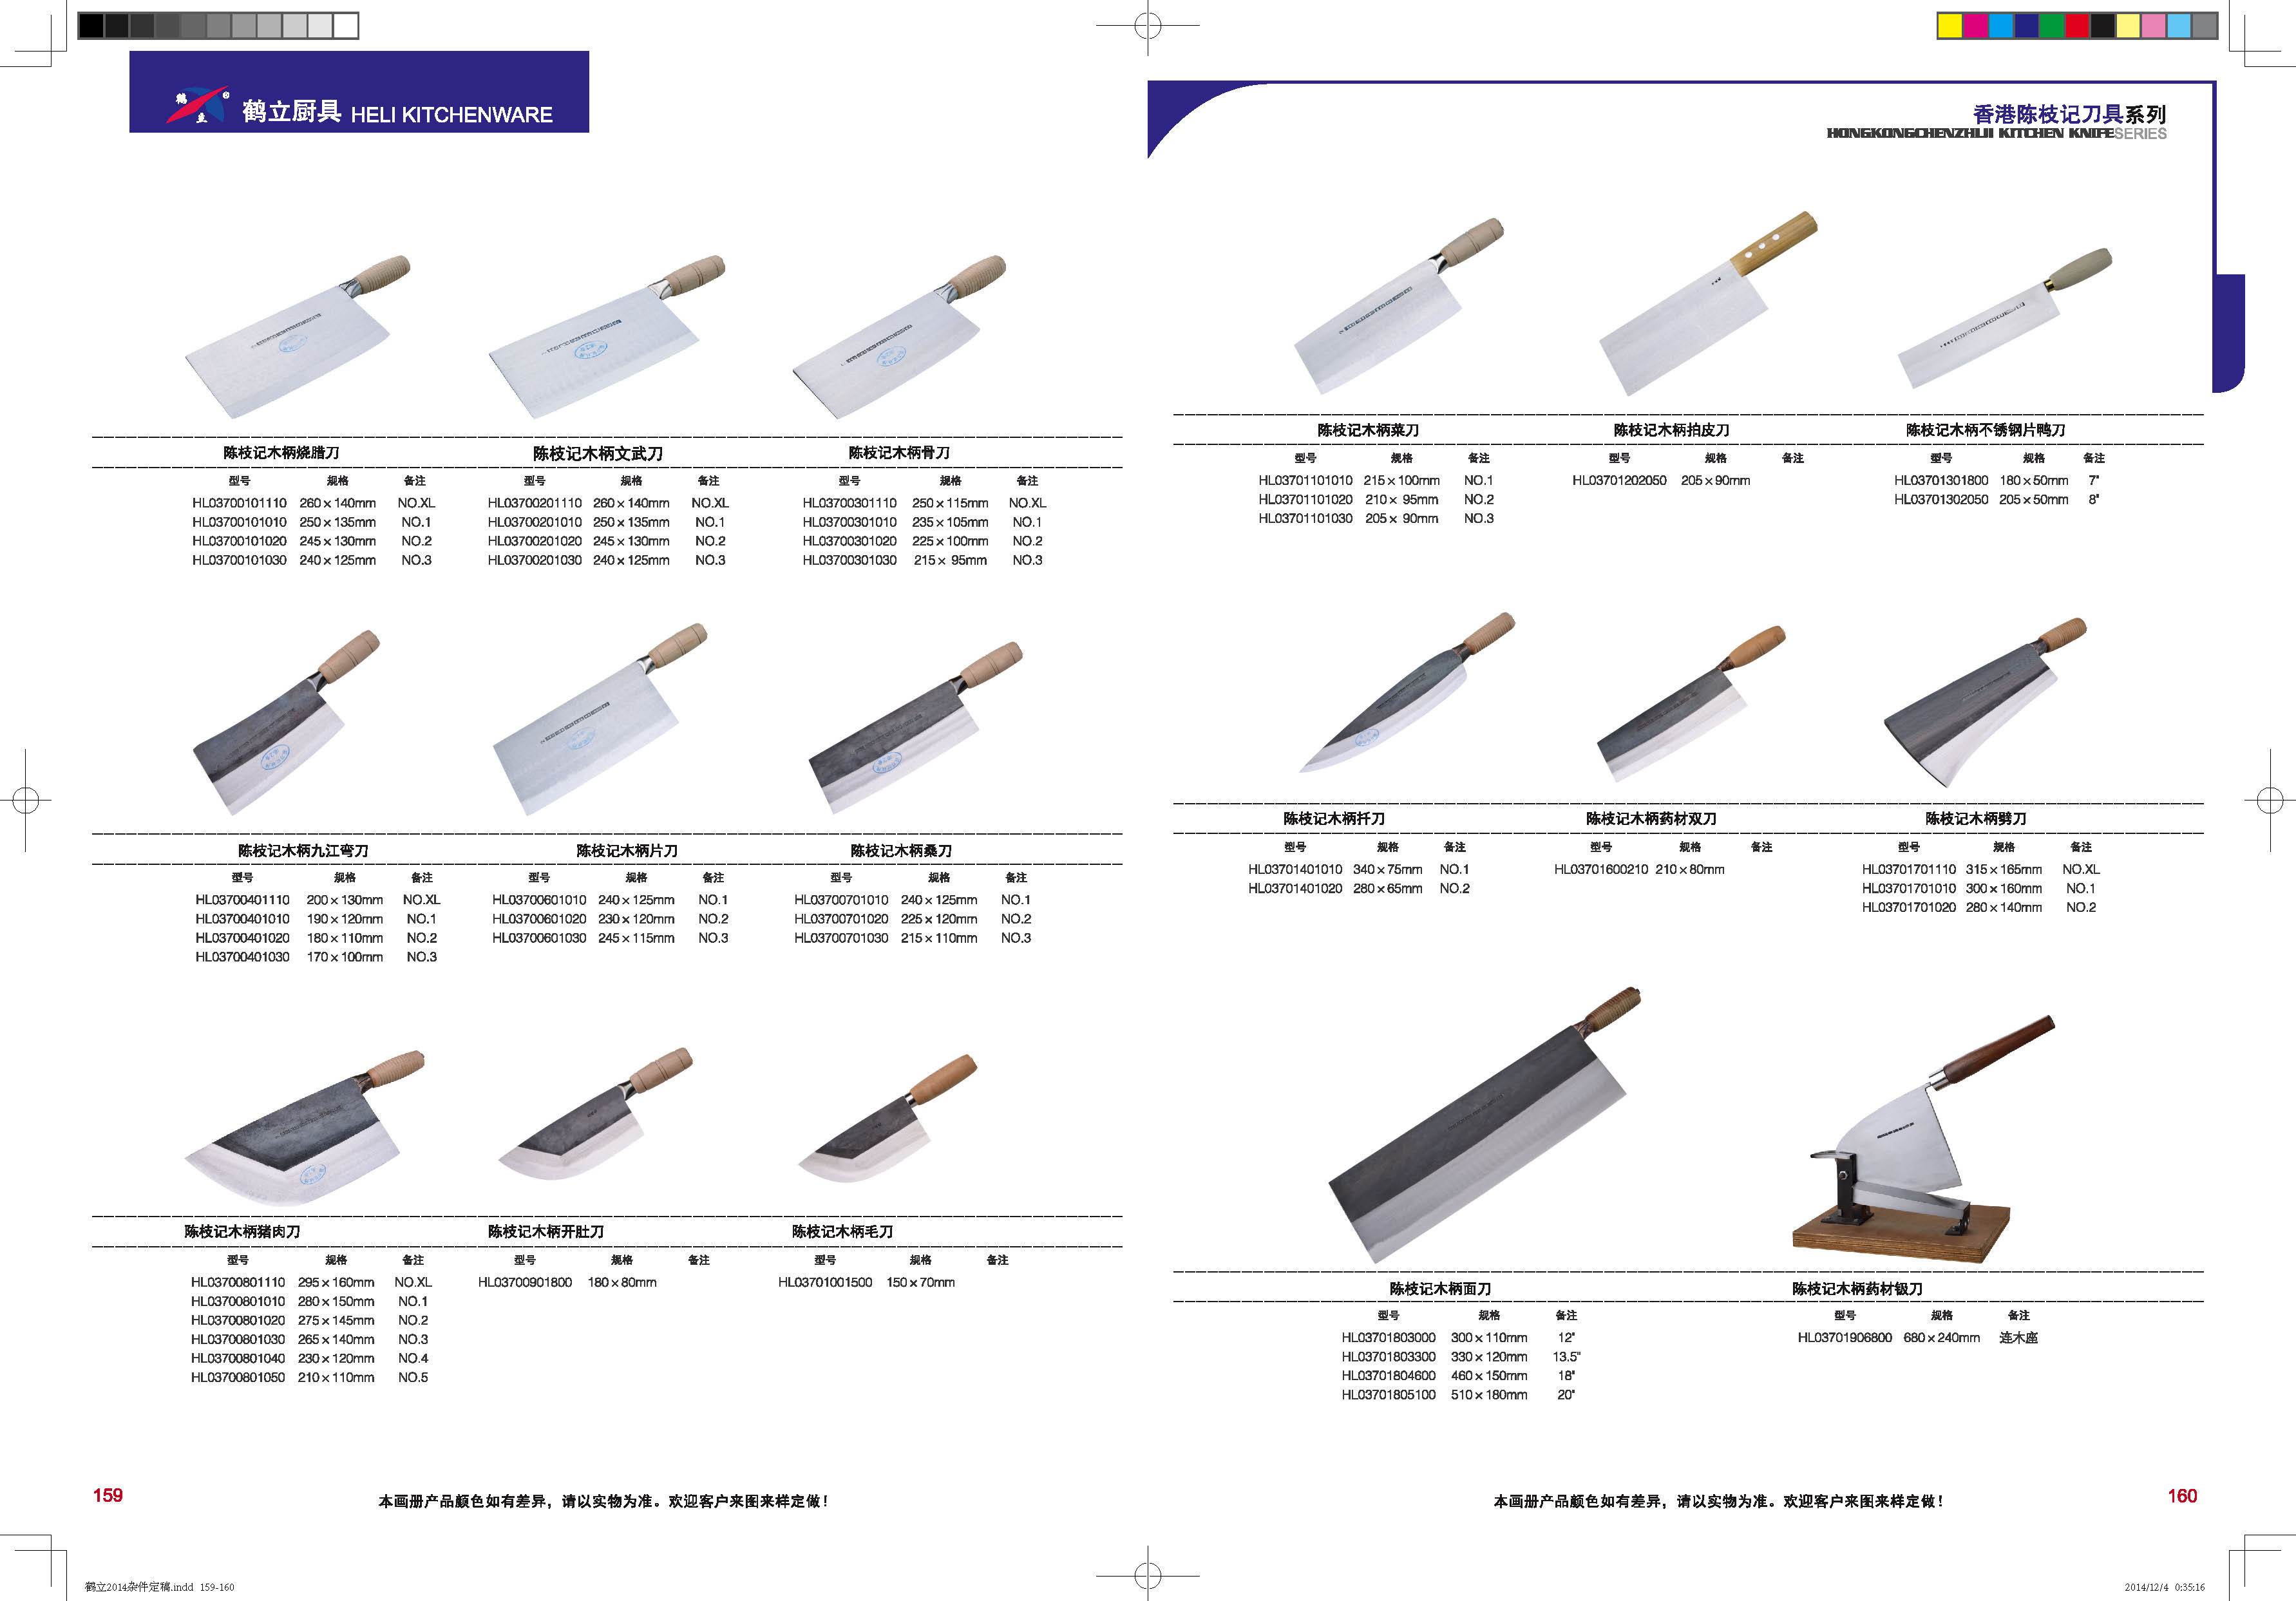 鹤立厨具 HELI KITCHENWARE
陈枝记木柄烧腊刀 陈枝记木柄文武刀 陈枝记木柄骨刀
型号 规格 备注 型号 规格 备注 型号 规格 备注
HL03700101110 260×140mm NO.XL HL03700201110 260×140mm NO.XL HL03700301110 250×115mm NO.XL
HL03700101010 250×135mm NO.1 HL03700201010 250×135mm NO.1 HL03700301010 235×105mm NO.1
HL03700101020 245×130mm NO.2 HL03700201020 245×130mm NO.2 HL03700301020 225×100mm NO.2
HL03700101030 240×125mm NO.3 HL03700201030 240×125mm NO.3 HL03700301030 215× 95mm NO.3
陈枝记木柄九江弯刀 陈枝记木柄片刀 陈枝记木柄桑刀
型号 规格 备注 型号 规格 备注 型号 规格 备注
HL03700401110 200×130mm NO.XL HL03700601010 240×125mm NO.1 HL03700701010 240×125mm NO.1
HL03700401010 190×120mm NO.1 HL03700601020 230×120mm NO.2 HL03700701020 225×120mm NO.2
HL03700401020 180×110mm NO.2 HL03700601030 245×115mm NO.3 HL03700701030 215×110mm NO.3
HL03700401030 170×100mm NO.3
陈枝记木柄猪肉刀 陈枝记木柄开肚刀 陈枝记木柄毛刀
型号 规格 备注 型号 规格 备注 型号 规格 备注
HL03700801110 295×160mm NO.XL HL03700901800 180×80mm HL03701001500 150×70mm
HL03700801010 280×150mm NO.1
HL03700801020 275×145mm NO.2
HL03700801030 265×140mm NO.3
HL03700801040 230×120mm NO.4
HL03700801050 210×110mm NO.5
159
本画册产品颜色如有差异，请以实物为准。欢迎客户来图来样定做！
香港陈枝记刀具系列
HONGKONGCHENZHIJI KITCHEN KNIFESERIES
陈枝记木柄菜刀 陈枝记木柄拍皮刀 陈枝记木柄不锈钢片鸭刀
型号 规格 备注 型号 规格 备注 型号 规格 备注
HL03701101010 215×100mm NO.1 HL03701202050 205×90mm HL03701301800 180×50mm 7"
HL03701101020 210× 95mm NO.2 HL03701302050 205×50mm 8"
HL03701101030 205× 90mm NO.3
陈枝记木柄扦刀 陈枝记木柄药材双刀 陈枝记木柄劈刀
型号 规格 备注 型号 规格 备注 型号 规格 备注
HL03701401010 340×75mm NO.1 HL03701600210 210×80mm HL03701701110 315×165mm NO.XL
HL03701401020 280×65mm NO.2 HL03701701010 300×160mm NO.1
HL03701701020 280×140mm NO.2
陈枝记木柄面刀 陈枝记木柄药材钑刀
型号 规格 备注 型号 规格 备注
HL03701803000 300×110mm 12" HL03701906800 680×240mm 连木座
HL03701803300 330×120mm 13.5"
HL03701804600 460×150mm 18"
HL03701805100 510×180mm 20"
本画册产品颜色如有差异，请以实物为准。欢迎客户来图来样定做！
160
鹤立2014杂件定稿.indd 159-160
2014/12/4 0:35:16